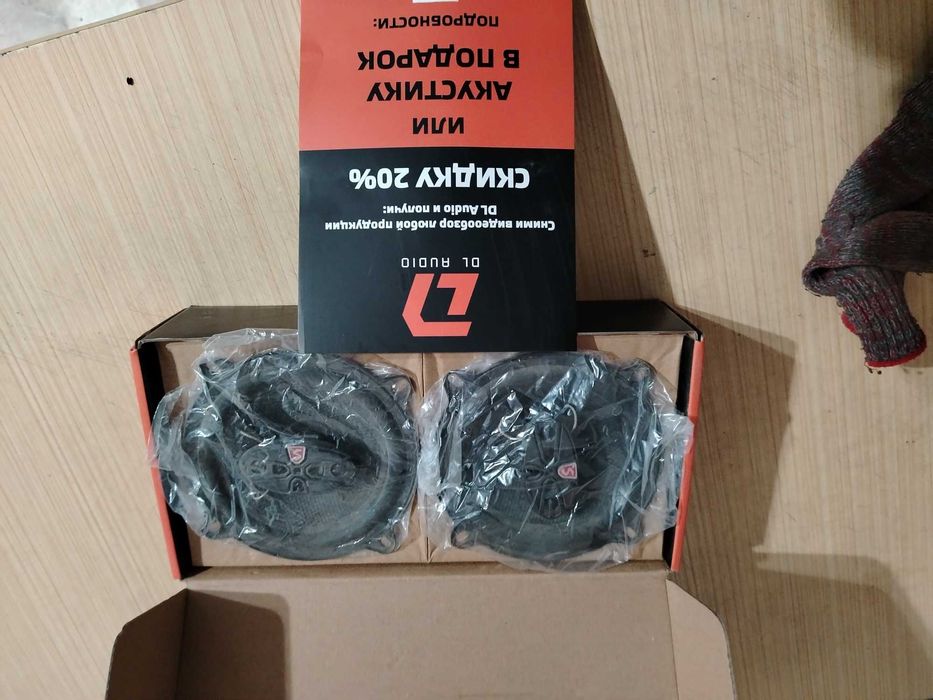 DL AUDIO
Сними видеообзор любой продукции
DL Audio и получи:
СКИДКУ 20%
ИЛИ
АКУСТИКУ
В ПОДАРОК
ПОДРОБНОСТИ: